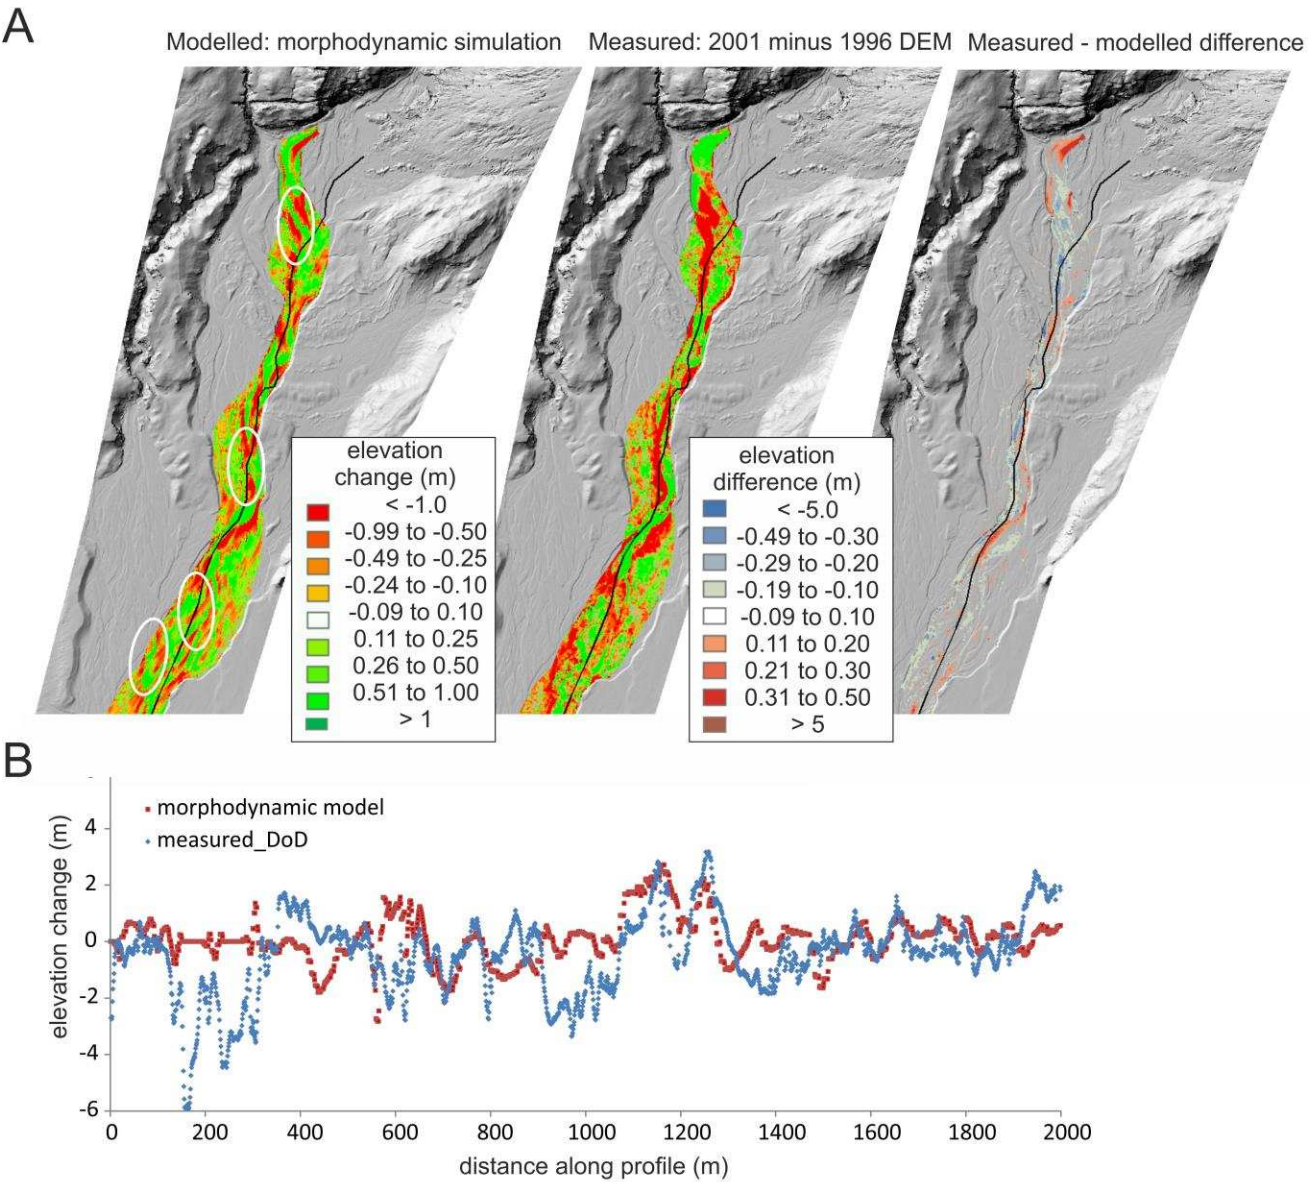 A
Modelled: morphodynamic simulation
Measured: 2001 minus 1996 DEM
Measured - modelled difference
elevation
change (m)
< -1.0
-0.99 to -0.50
-0.49 to -0.25
-0.24 to -0.10
-0.09 to 0.10
0.11 to 0.25
0.26 to 0.50
0.51 to 1.00
> 1
elevation
difference (m)
< -5.0
-0.49 to -0.30
-0.29 to -0.20
-0.19 to -0.10
-0.09 to 0.10
0.11 to 0.20
0.21 to 0.30
0.31 to 0.50
> 5
B
morphodynamic model
measured_DoD
elevation change (m)
4
2
0
-2
-4
-6
0 200 400 600 800 1000 1200 1400 1600 1800 2000
distance along profile (m)